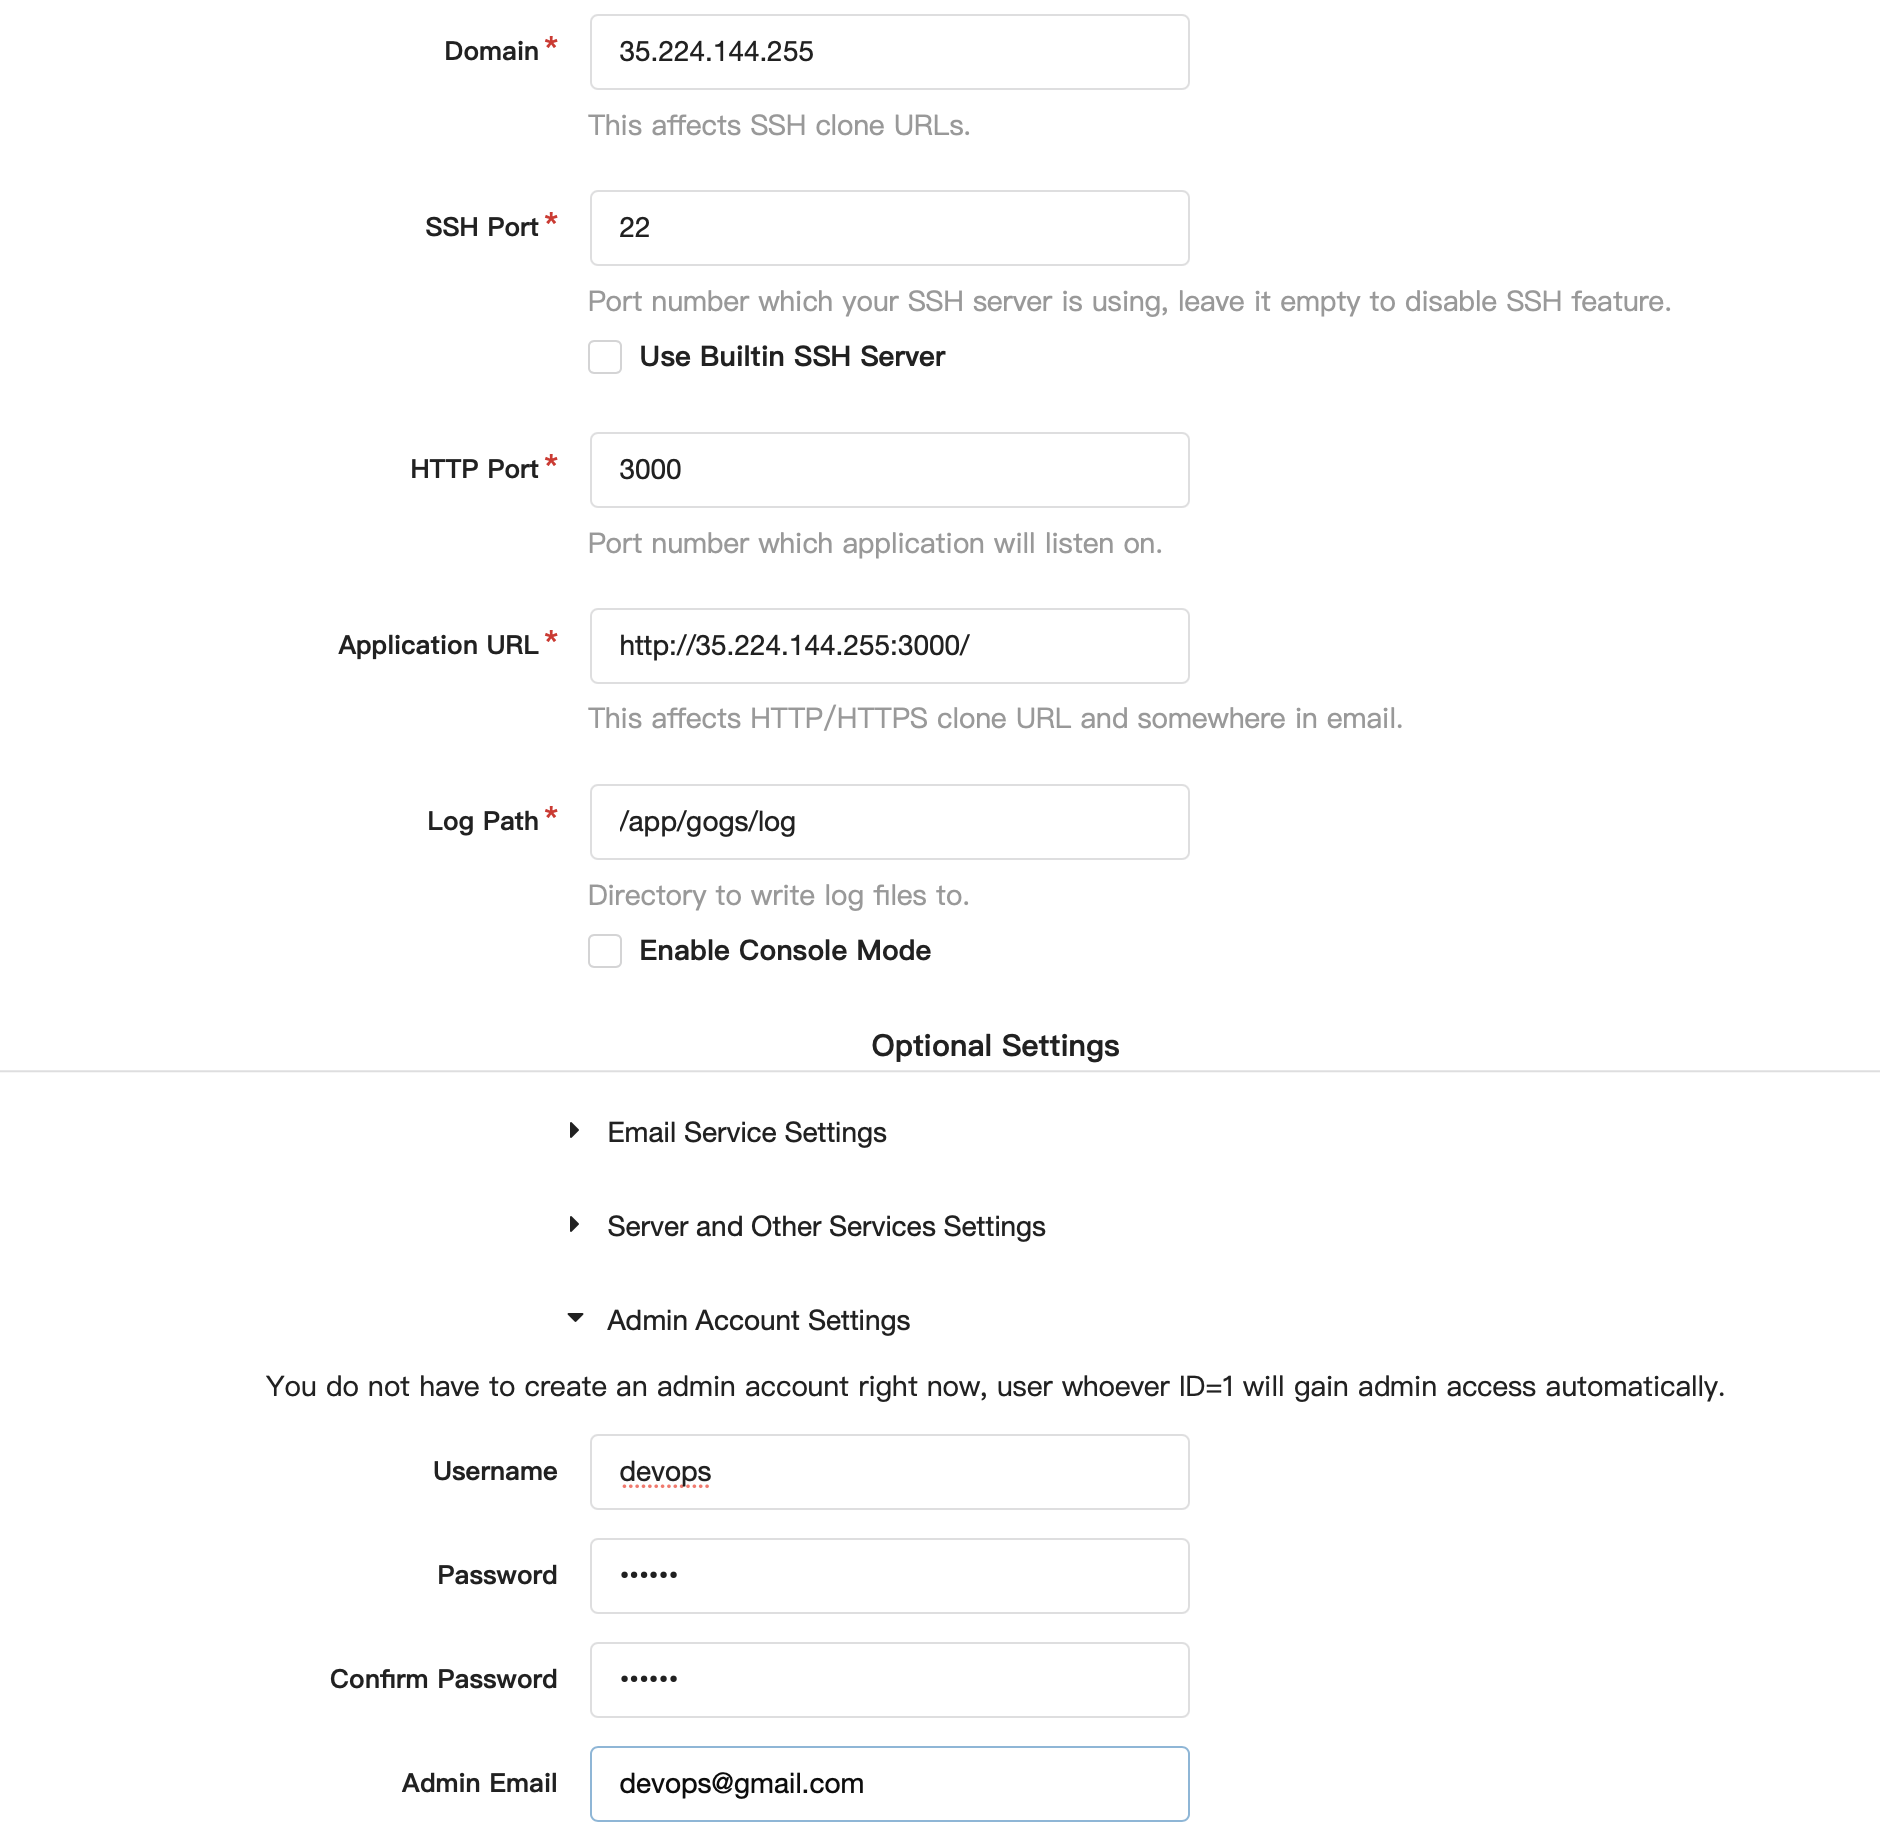 Domain* 35.224.144.255
This affects SSH clone URLs.
SSH Port* 22
Port number which your SSH server is using, leave it empty to disable SSH feature.
Use Builtin SSH Server
HTTP Port* 3000
Port number which application will listen on.
Application URL* http://35.224.144.255:3000/
This affects HTTP/HTTPS clone URL and somewhere in email.
Log Path* /app/gogs/log
Directory to write log files to.
Enable Console Mode
Optional Settings
Email Service Settings
Server and Other Services Settings
Admin Account Settings
You do not have to create an admin account right now, user whoever ID=1 will gain admin access automatically.
Username devops
Password ••••••
Confirm Password ••••••
Admin Email devops@gmail.com